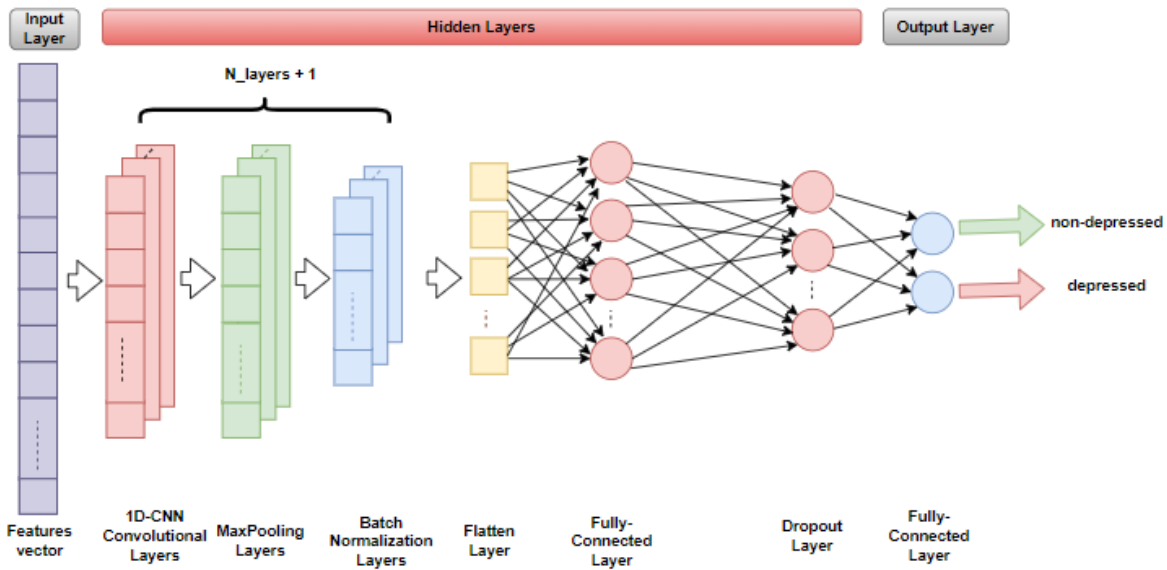 Input
Layer
Hidden Layers
Output Layer
N_layers + 1
non-depressed
depressed
Features
vector
1D-CNN
Convolutional
Layers
MaxPooling
Layers
Batch
Normalization
Layers
Flatten
Layer
Fully-
Connected
Layer
Dropout
Layer
Fully-
Connected
Layer